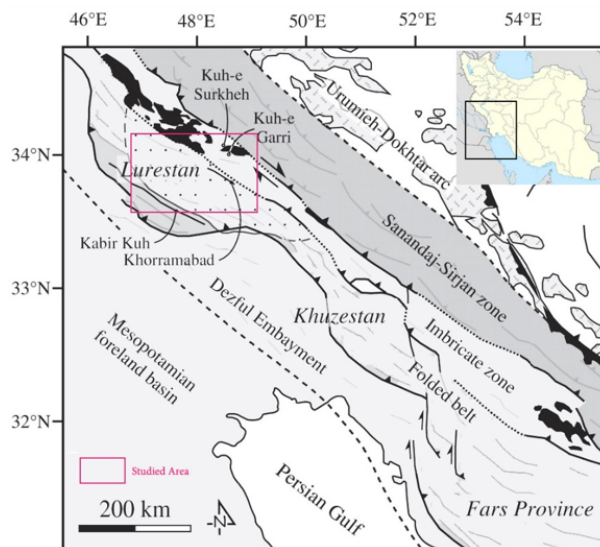 46°E
48°E
50°E
52°E
54°E
Kuh-e
Surkheh
Kuh-e
Garri
Urumieh-Dokhtar arc
34°N
Lurestan
Sanandaj-Sirjan zone
Kabir Kuh
Khorramabad
33°N
Dezful Embayment
Khuzestan
Mesopotamian
foreland basin
Imbricate zone
Folded belt
32°N
Studied Area
200 km
N
Persian Gulf
Fars Province